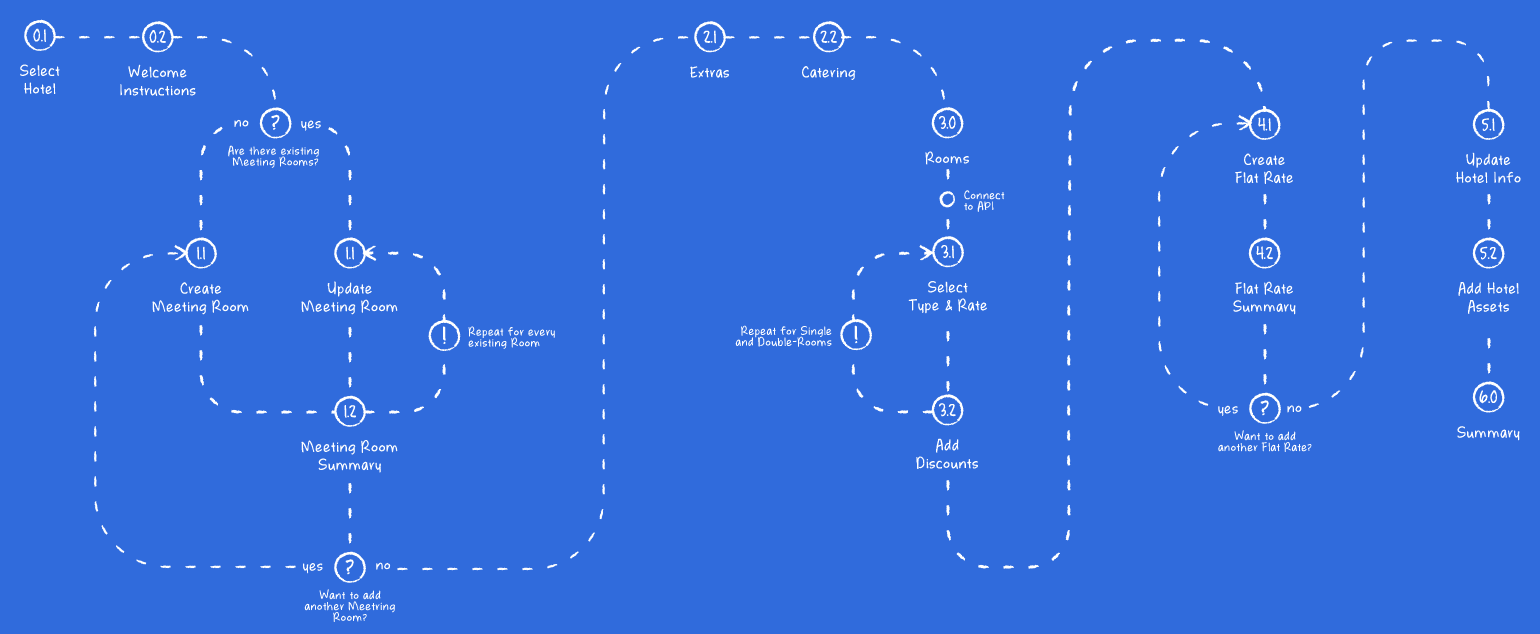 0.1
Select
Hotel
0.2
Welcome
Instructions
no
?
yes
Are there existing
Meeting Rooms?
1.1
Create
Meeting Room
1.1
Update
Meeting Room
!
Repeat for every
existing Room
1.2
Meeting Room
Summary
yes
?
no
Want to add
another Meetring
Room?
2.1
Extras
2.2
Catering
3.0
Rooms
Connect
to API
3.1
Select
Type & Rate
!
Repeat for Single
and Double-Rooms
3.2
Add
Discounts
4.1
Create
Flat Rate
4.2
Flat Rate
Summary
yes
?
no
Want to add
another Flat Rate?
5.1
Update
Hotel Info
5.2
Add Hotel
Assets
6.0
Summary